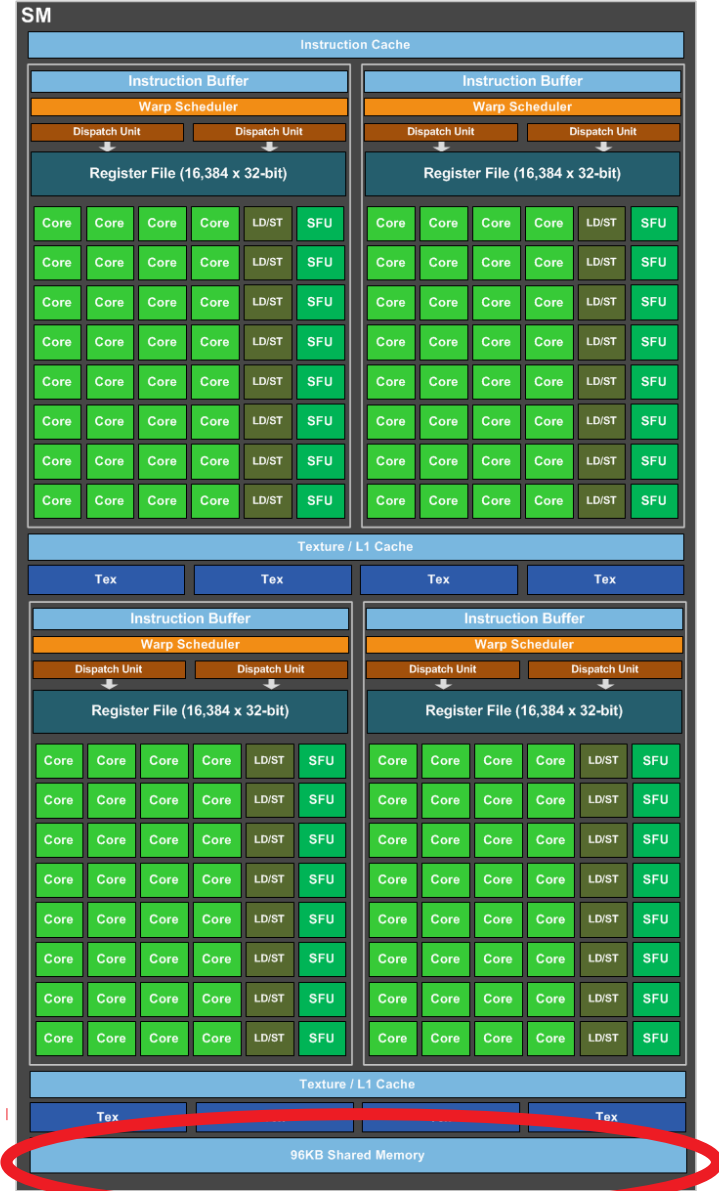 SM
Instruction Cache
Instruction Buffer Instruction Buffer
Warp Scheduler Warp Scheduler
Dispatch Unit Dispatch Unit Dispatch Unit Dispatch Unit
Register File (16,384 x 32-bit) Register File (16,384 x 32-bit)
Core Core Core Core LD/ST SFU Core Core Core Core LD/ST SFU
Core Core Core Core LD/ST SFU Core Core Core Core LD/ST SFU
Core Core Core Core LD/ST SFU Core Core Core Core LD/ST SFU
Core Core Core Core LD/ST SFU Core Core Core Core LD/ST SFU
Core Core Core Core LD/ST SFU Core Core Core Core LD/ST SFU
Core Core Core Core LD/ST SFU Core Core Core Core LD/ST SFU
Core Core Core Core LD/ST SFU Core Core Core Core LD/ST SFU
Core Core Core Core LD/ST SFU Core Core Core Core LD/ST SFU
Texture / L1 Cache
Tex Tex Tex Tex
Instruction Buffer Instruction Buffer
Warp Scheduler Warp Scheduler
Dispatch Unit Dispatch Unit Dispatch Unit Dispatch Unit
Register File (16,384 x 32-bit) Register File (16,384 x 32-bit)
Core Core Core Core LD/ST SFU Core Core Core Core LD/ST SFU
Core Core Core Core LD/ST SFU Core Core Core Core LD/ST SFU
Core Core Core Core LD/ST SFU Core Core Core Core LD/ST SFU
Core Core Core Core LD/ST SFU Core Core Core Core LD/ST SFU
Core Core Core Core LD/ST SFU Core Core Core Core LD/ST SFU
Core Core Core Core LD/ST SFU Core Core Core Core LD/ST SFU
Core Core Core Core LD/ST SFU Core Core Core Core LD/ST SFU
Core Core Core Core LD/ST SFU Core Core Core Core LD/ST SFU
Texture / L1 Cache
Tex Tex
96KB Shared Memory